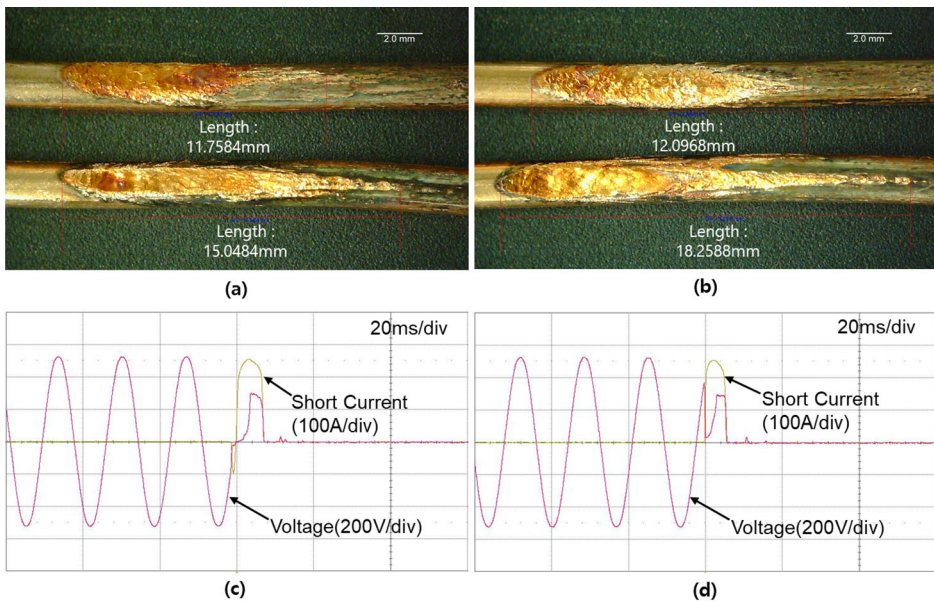 2.0 mm
Length :
11.7584mm
Length :
15.0484mm
(a)
2.0 mm
Length :
12.0968mm
Length :
18.2588mm
(b)
20ms/div
Short Current
(100A/div)
Voltage(200V/div)
(c)
20ms/div
Short Current
(100A/div)
Voltage(200V/div)
(d)